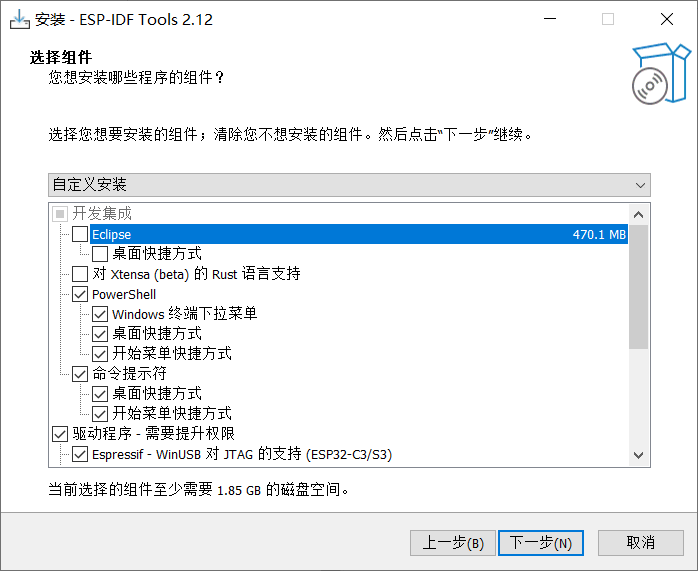 安装 - ESP-IDF Tools 2.12
选择组件
您想安装哪些程序的组件？
选择您想要安装的组件；清除您不想安装的组件。然后点击“下一步”继续。
自定义安装
开发集成
Eclipse 470.1 MB
桌面快捷方式
对 Xtensa (beta) 的 Rust 语言支持
PowerShell
Windows 终端下拉菜单
桌面快捷方式
开始菜单快捷方式
命令提示符
桌面快捷方式
开始菜单快捷方式
驱动程序 - 需要提升权限
Espressif - WinUSB 对 JTAG 的支持 (ESP32-C3/S3)
当前选择的组件至少需要 1.85 GB 的磁盘空间。
上一步(B) 下一步(N) 取消